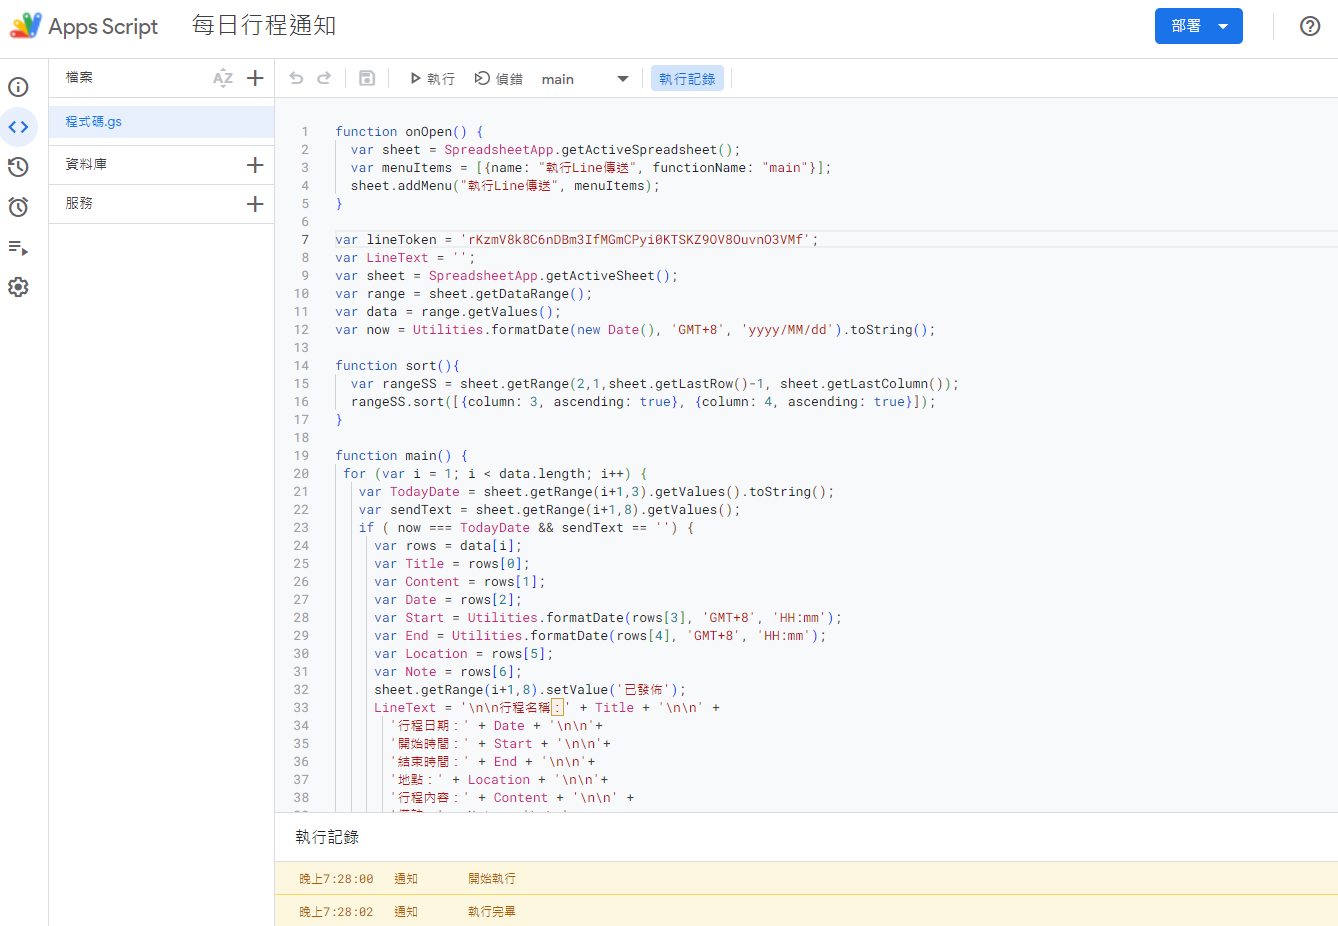 Apps Script 每日行程通知 部署
檔案 AZ
程式碼.gs
資料庫
服務
執行 偵錯 main 執行記錄
1 function onOpen() {
2 var sheet = SpreadsheetApp.getActiveSpreadsheet();
3 var menuItems = [{name: "執行Line傳送", functionName: "main"}];
4 sheet.addMenu("執行Line傳送", menuItems);
5 }
6
7 var lineToken = 'rKzmV8k8C6nDBm3IfMGmCPyi0KTSKZ9OV8OuvnO3VMf';
8 var LineText = '';
9 var sheet = SpreadsheetApp.getActiveSheet();
10 var range = sheet.getDataRange();
11 var data = range.getValues();
12 var now = Utilities.formatDate(new Date(), 'GMT+8', 'yyyy/MM/dd').toString();
13
14 function sort(){
15 var rangeSS = sheet.getRange(2,1,sheet.getLastRow()-1, sheet.getLastColumn());
16 rangeSS.sort([{column: 3, ascending: true}, {column: 4, ascending: true}]);
17 }
18
19 function main() {
20 for (var i = 1; i < data.length; i++) {
21 var TodayDate = sheet.getRange(i+1,3).getValues().toString();
22 var sendText = sheet.getRange(i+1,8).getValues();
23 if ( now === TodayDate && sendText == '') {
24 var rows = data[i];
25 var Title = rows[0];
26 var Content = rows[1];
27 var Date = rows[2];
28 var Start = Utilities.formatDate(rows[3], 'GMT+8', 'HH:mm');
29 var End = Utilities.formatDate(rows[4], 'GMT+8', 'HH:mm');
30 var Location = rows[5];
31 var Note = rows[6];
32 sheet.getRange(i+1,8).setValue('已發佈');
33 LineText = '\n\n行程名稱：' + Title + '\n\n' +
34 '行程日期：' + Date + '\n\n'+
35 '開始時間：' + Start + '\n\n'+
36 '結束時間：' + End + '\n\n'+
37 '地點：' + Location + '\n\n'+
38 '行程內容：' + Content + '\n\n' +
執行記錄
晚上7:28:00 通知 開始執行
晚上7:28:02 通知 執行完畢